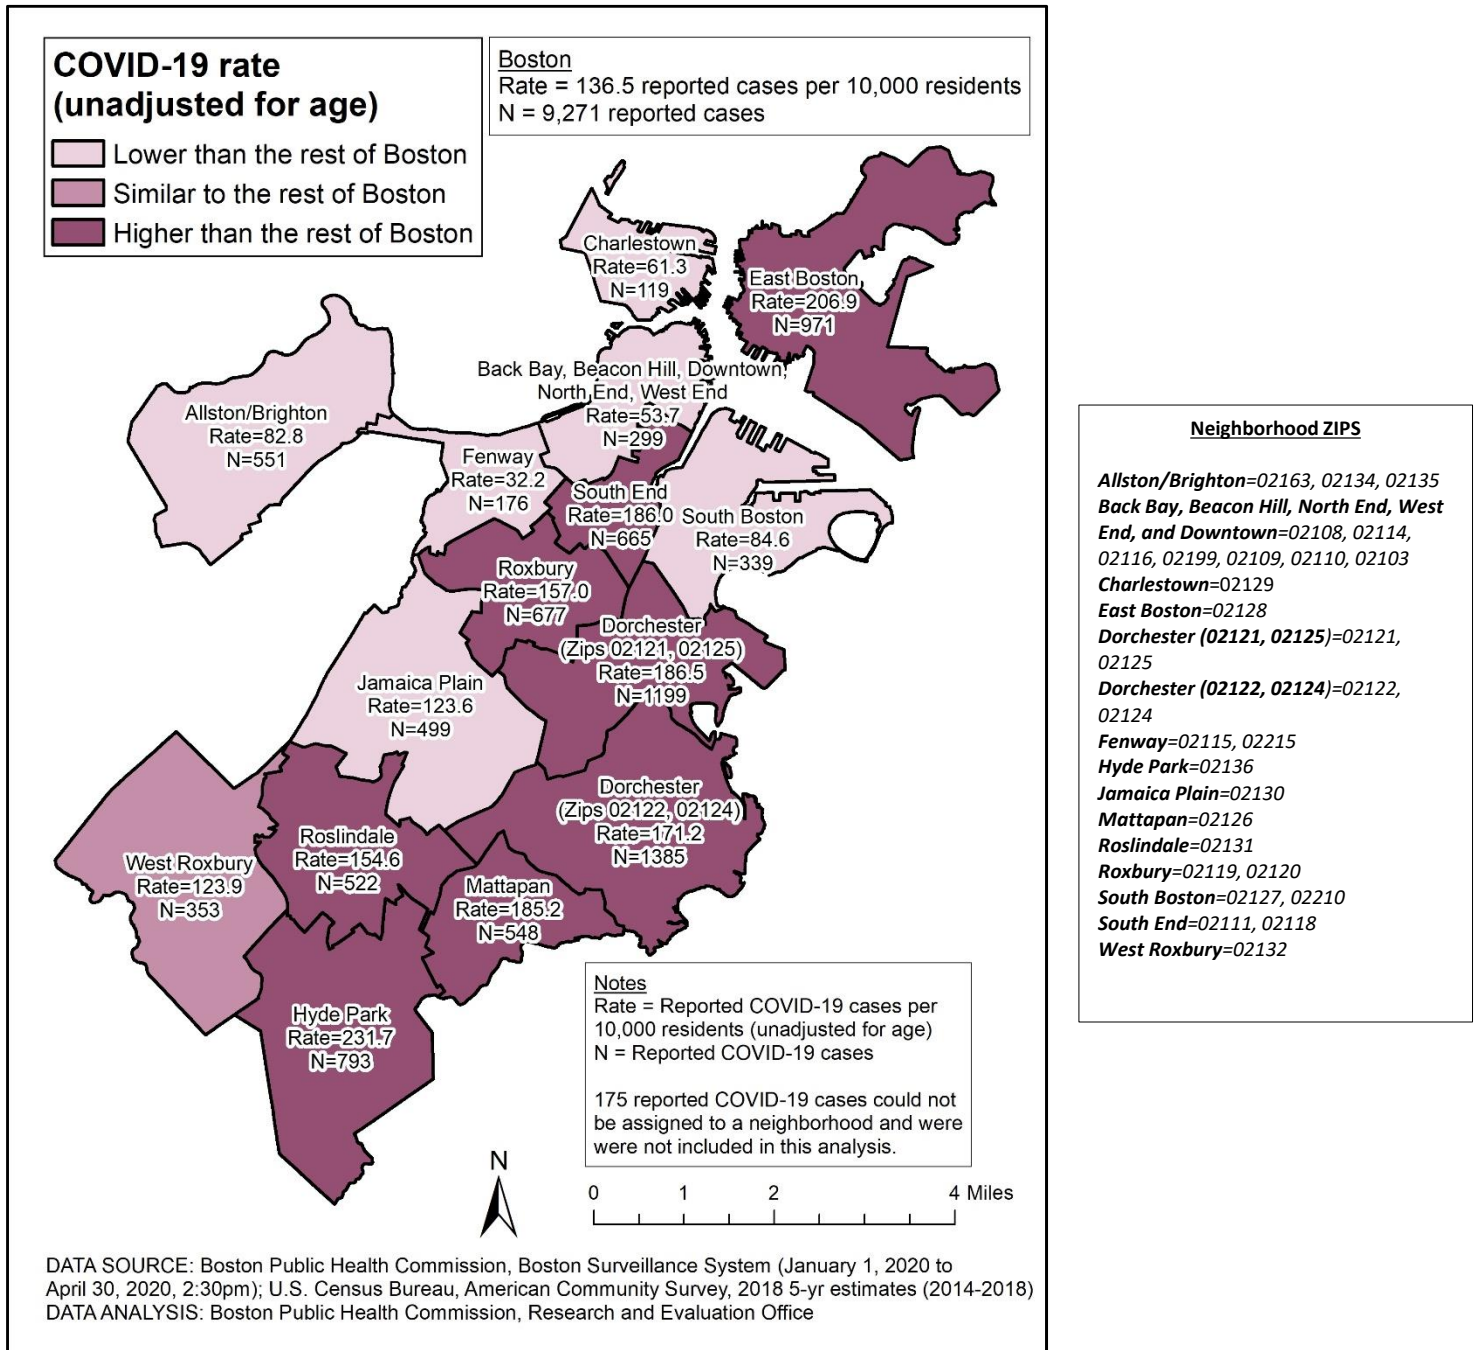 COVID-19 rate
(unadjusted for age)
Lower than the rest of Boston
Similar to the rest of Boston
Higher than the rest of Boston
Boston
Rate = 136.5 reported cases per 10,000 residents
N = 9,271 reported cases
Charlestown
Rate=61.3
N=119
East Boston
Rate=206.9
N=971
Back Bay, Beacon Hill, Downtown,
North End, West End
Rate=53.7
N=299
Allston/Brighton
Rate=82.8
N=551
Fenway
Rate=32.2
N=176
South End
Rate=186.0
N=665
South Boston
Rate=84.6
N=339
Roxbury
Rate=157.0
N=677
Dorchester
(Zips 02121, 02125)
Rate=186.5
N=1199
Jamaica Plain
Rate=123.6
N=499
Dorchester
(Zips 02122, 02124)
Rate=171.2
N=1385
Roslindale
Rate=154.6
N=522
West Roxbury
Rate=123.9
N=353
Mattapan
Rate=185.2
N=548
Hyde Park
Rate=231.7
N=793
Notes
Rate = Reported COVID-19 cases per
10,000 residents (unadjusted for age)
N = Reported COVID-19 cases
175 reported COVID-19 cases could not
be assigned to a neighborhood and were
were not included in this analysis.
N
0 1 2 4 Miles
DATA SOURCE: Boston Public Health Commission, Boston Surveillance System (January 1, 2020 to
April 30, 2020, 2:30pm); U.S. Census Bureau, American Community Survey, 2018 5-yr estimates (2014-2018)
DATA ANALYSIS: Boston Public Health Commission, Research and Evaluation Office
Neighborhood ZIPS
Allston/Brighton=02163, 02134, 02135
Back Bay, Beacon Hill, North End, West
End, and Downtown=02108, 02114,
02116, 02199, 02109, 02110, 02103
Charlestown=02129
East Boston=02128
Dorchester (02121, 02125)=02121,
02125
Dorchester (02122, 02124)=02122,
02124
Fenway=02115, 02215
Hyde Park=02136
Jamaica Plain=02130
Mattapan=02126
Roslindale=02131
Roxbury=02119, 02120
South Boston=02127, 02210
South End=02111, 02118
West Roxbury=02132